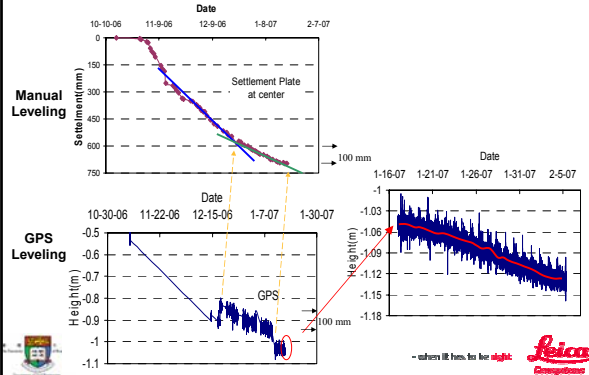 Date
10-10-06 11-9-06 12-9-06 1-8-07 2-7-07
Manual
Leveling
Settelment(mm)
0
150
300
450
600
750
Settlement Plate
at center
100 mm
GPS
Leveling
Date
10-30-06 11-22-06 12-15-06 1-7-07 1-30-07
Height(m)
-0.5
-0.6
-0.7
-0.8
-0.9
-1
-1.1
GPS
100 mm
Date
1-16-07 1-21-07 1-26-07 1-31-07 2-5-07
Height(m)
-1
-1.03
-1.06
-1.09
-1.12
-1.15
-1.18
- when it has to be right
Leica
Geosystems